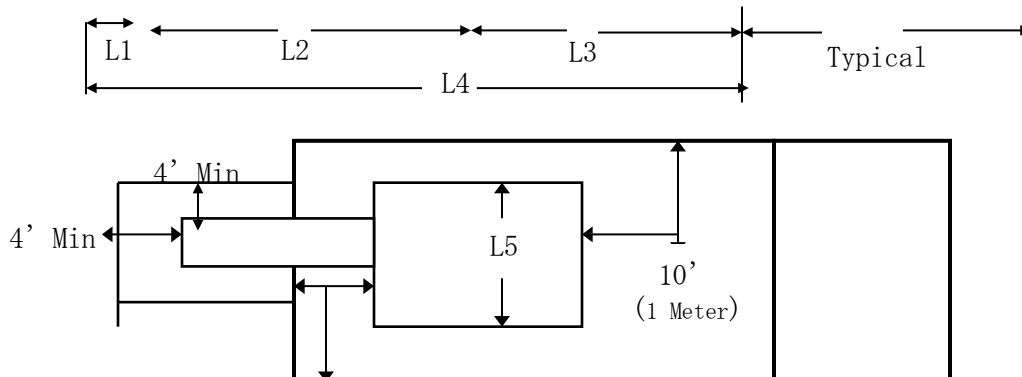 L1
L2
L3
Typical
L4
4’ Min
4’ Min
L5
10’
(1 Meter)